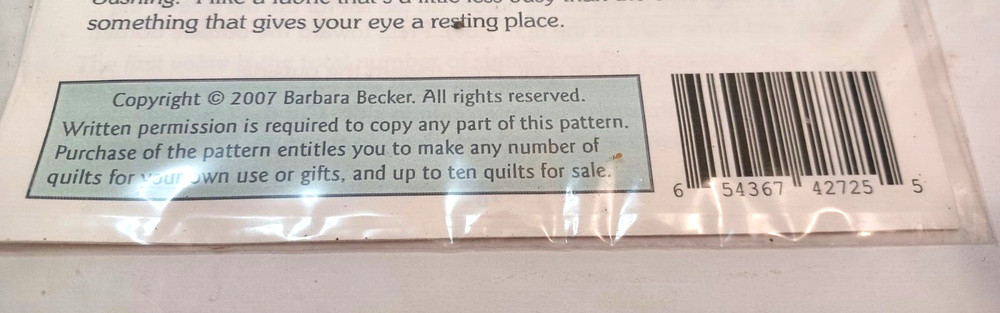 something that gives your eye a resting place.
Copyright © 2007 Barbara Becker. All rights reserved.
Written permission is required to copy any part of this pattern.
Purchase of the pattern entitles you to make any number of
quilts for your own use or gifts, and up to ten quilts for sale.
6 54367 42725 5